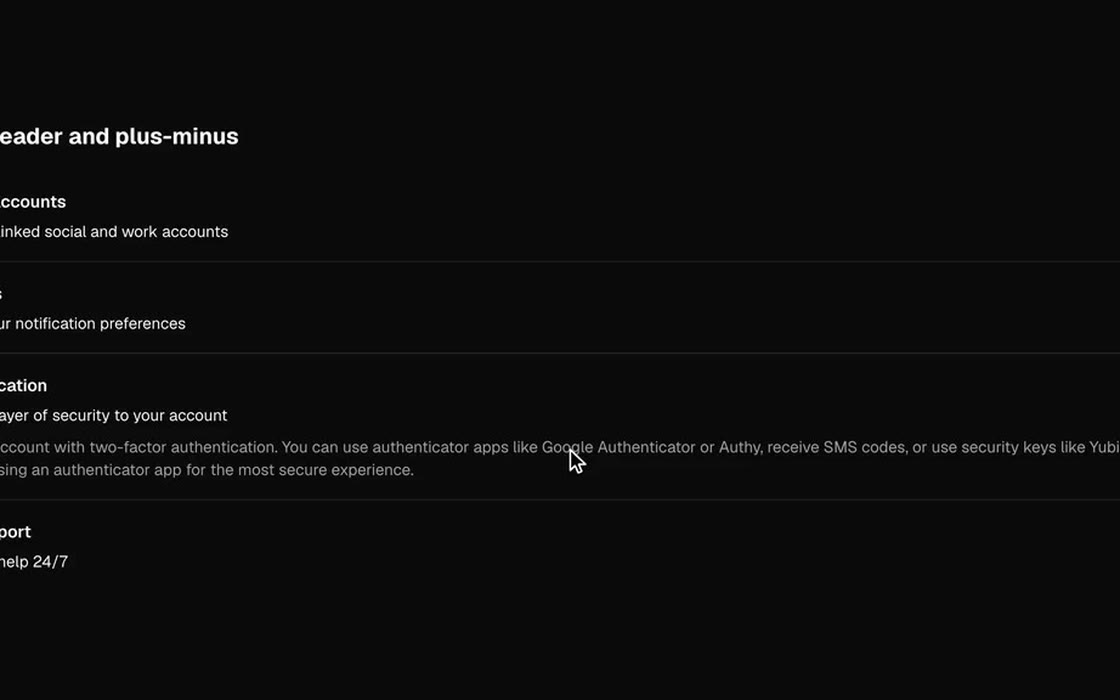 eader and plus-minus
ccounts
inked social and work accounts
s
ur notification preferences
cation
ayer of security to your account
ccount with two-factor authentication. You can use authenticator apps like Google Authenticator or Authy, receive SMS codes, or use security keys like Yubi
sing an authenticator app for the most secure experience.
port
help 24/7